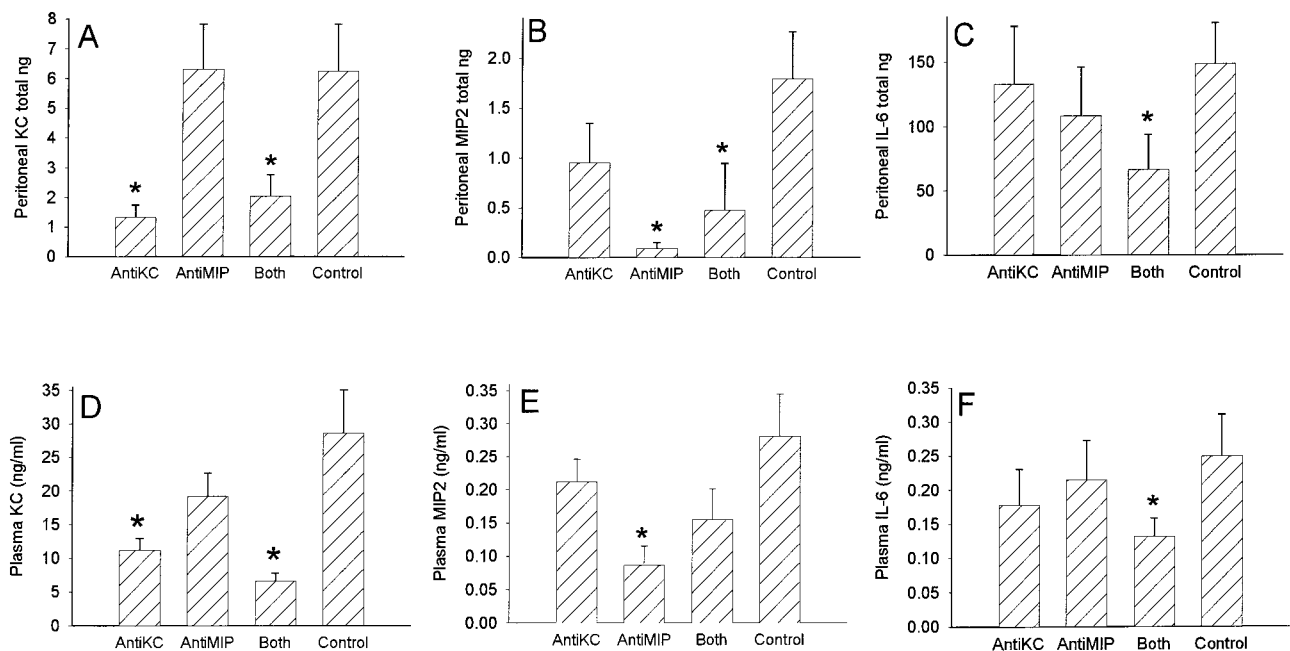 A
Peritoneal KC total ng
8
7
6
5
4
3
2
1
0
*
*
AntiKC AntiMIP Both Control
B
Peritoneal MIP2 total ng
2.0
1.5
1.0
0.5
0.0
*
*
AntiKC AntiMIP Both Control
C
Peritoneal IL-6 total ng
150
100
50
0
*
AntiKC AntiMIP Both Control
D
Plasma KC (ng/ml)
35
30
25
20
15
10
5
0
*
*
AntiKC AntiMIP Both Control
E
Plasma MIP2 (ng/ml)
0.35
0.30
0.25
0.20
0.15
0.10
0.05
0.00
*
AntiKC AntiMIP Both Control
F
Plasma IL-6 (ng/ml)
0.35
0.30
0.25
0.20
0.15
0.10
0.05
0.00
*
AntiKC AntiMIP Both Control